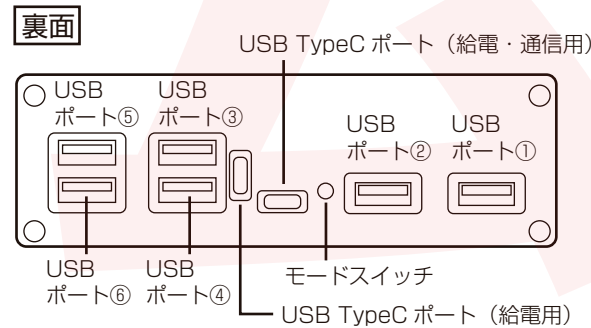 裏面
USB TypeC ポート（給電・通信用）
USB
ポート⑤
USB
ポート③
USB
ポート②
USB
ポート①
USB
ポート⑥
USB
ポート④
モードスイッチ
USB TypeC ポート（給電用）